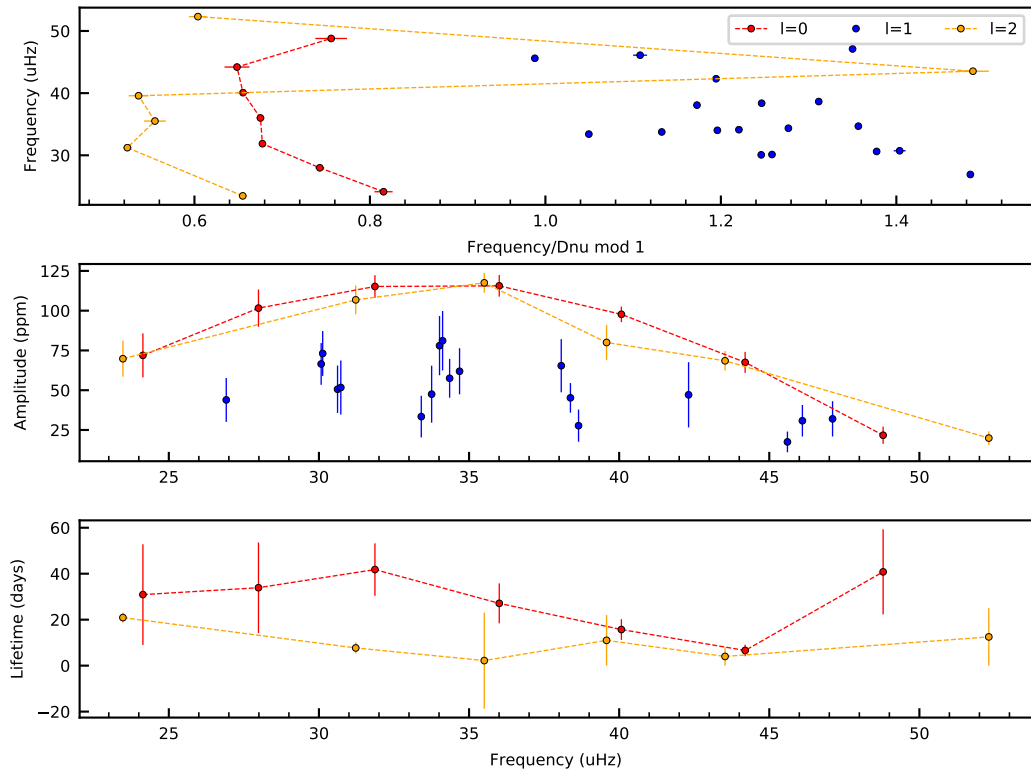 l=0 l=1 l=2
Frequency (uHz)
50
40
30
0.6 0.8 1.0 1.2 1.4
Frequency/Dnu mod 1
Amplitude (ppm)
125
100
75
50
25
25 30 35 40 45 50
Lifetime (days)
60
40
20
0
−20
25 30 35 40 45 50
Frequency (uHz)